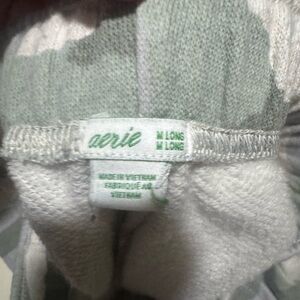 aerie
M LONG
M LONG
MADE IN VIETNAM
FABRIQUÉ AU
VIETNAM